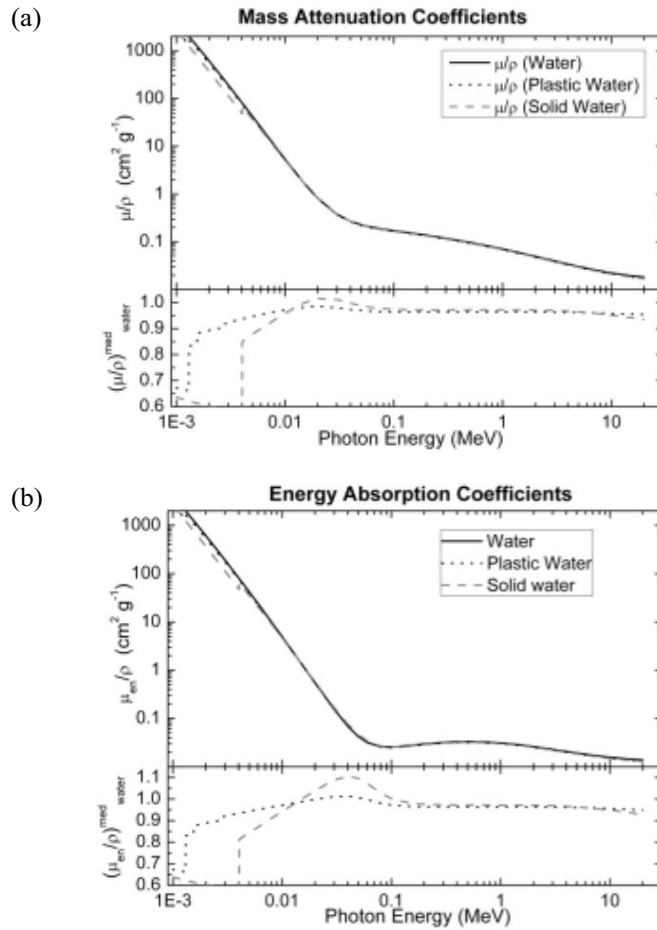 (a)
Mass Attenuation Coefficients
1000
100
10
1
0.1
μ/ρ (cm² g⁻¹)
μ/ρ (Water)
μ/ρ (Plastic Water)
μ/ρ (Solid Water)
1.0
0.9
0.8
0.7
0.6
(μ/ρ)^med_water
1E-3 0.01 0.1 1 10
Photon Energy (MeV)
(b)
Energy Absorption Coefficients
1000
100
10
1
0.1
μ_en/ρ (cm² g⁻¹)
Water
Plastic Water
Solid water
1.1
1.0
0.9
0.8
0.7
0.6
(μ_en/ρ)^med_water
1E-3 0.01 0.1 1 10
Photon Energy (MeV)